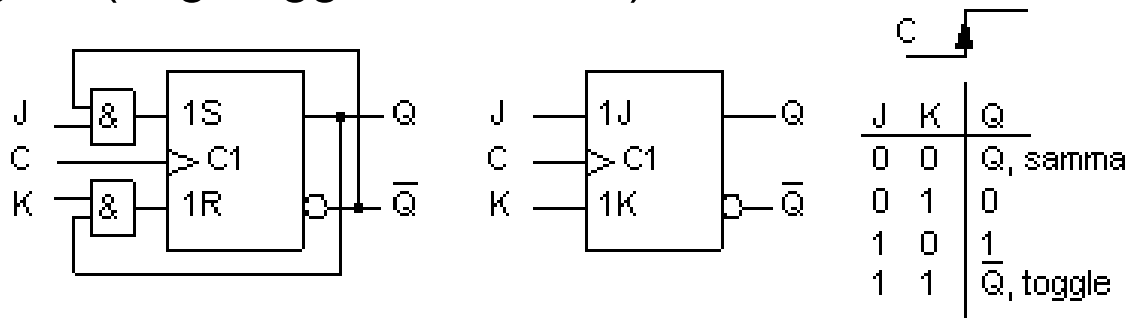 J & 1S Q
C C1
K & 1R Q̅
J 1J Q
C C1
K 1K Q̅
C
J K Q
0 0 Q, samma
0 1 0
1 0 1
1 1 Q̅, toggle